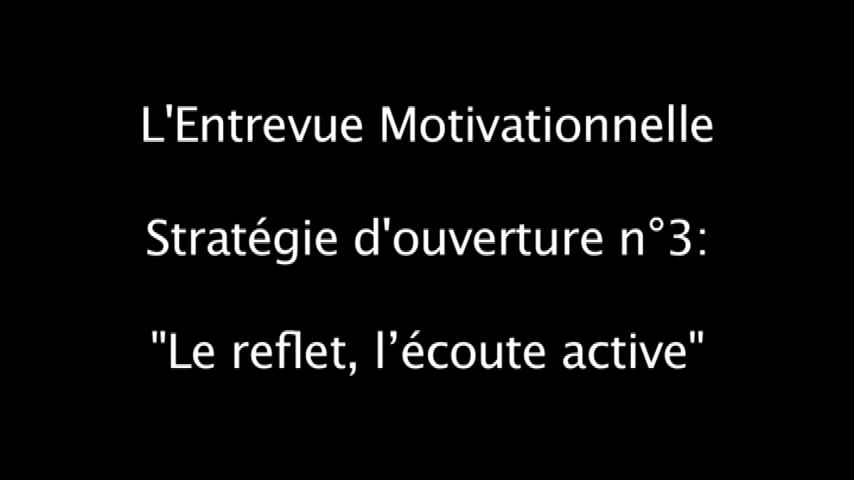 L'Entrevue Motivationnelle
Stratégie d'ouverture n°3:
"Le reflet, l’écoute active"